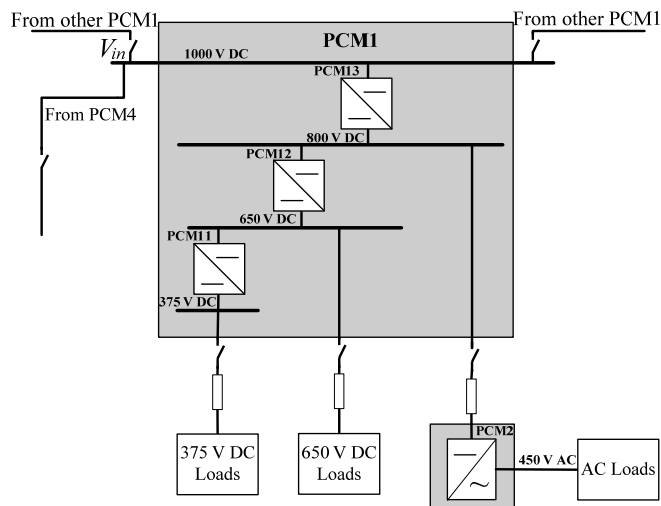 From other PCM1
From other PCM1
PCM1
Vin
1000 V DC
PCM13
From PCM4
800 V DC
PCM12
650 V DC
PCM11
375 V DC
375 V DC
Loads
650 V DC
Loads
PCM2
~
450 V AC
AC Loads